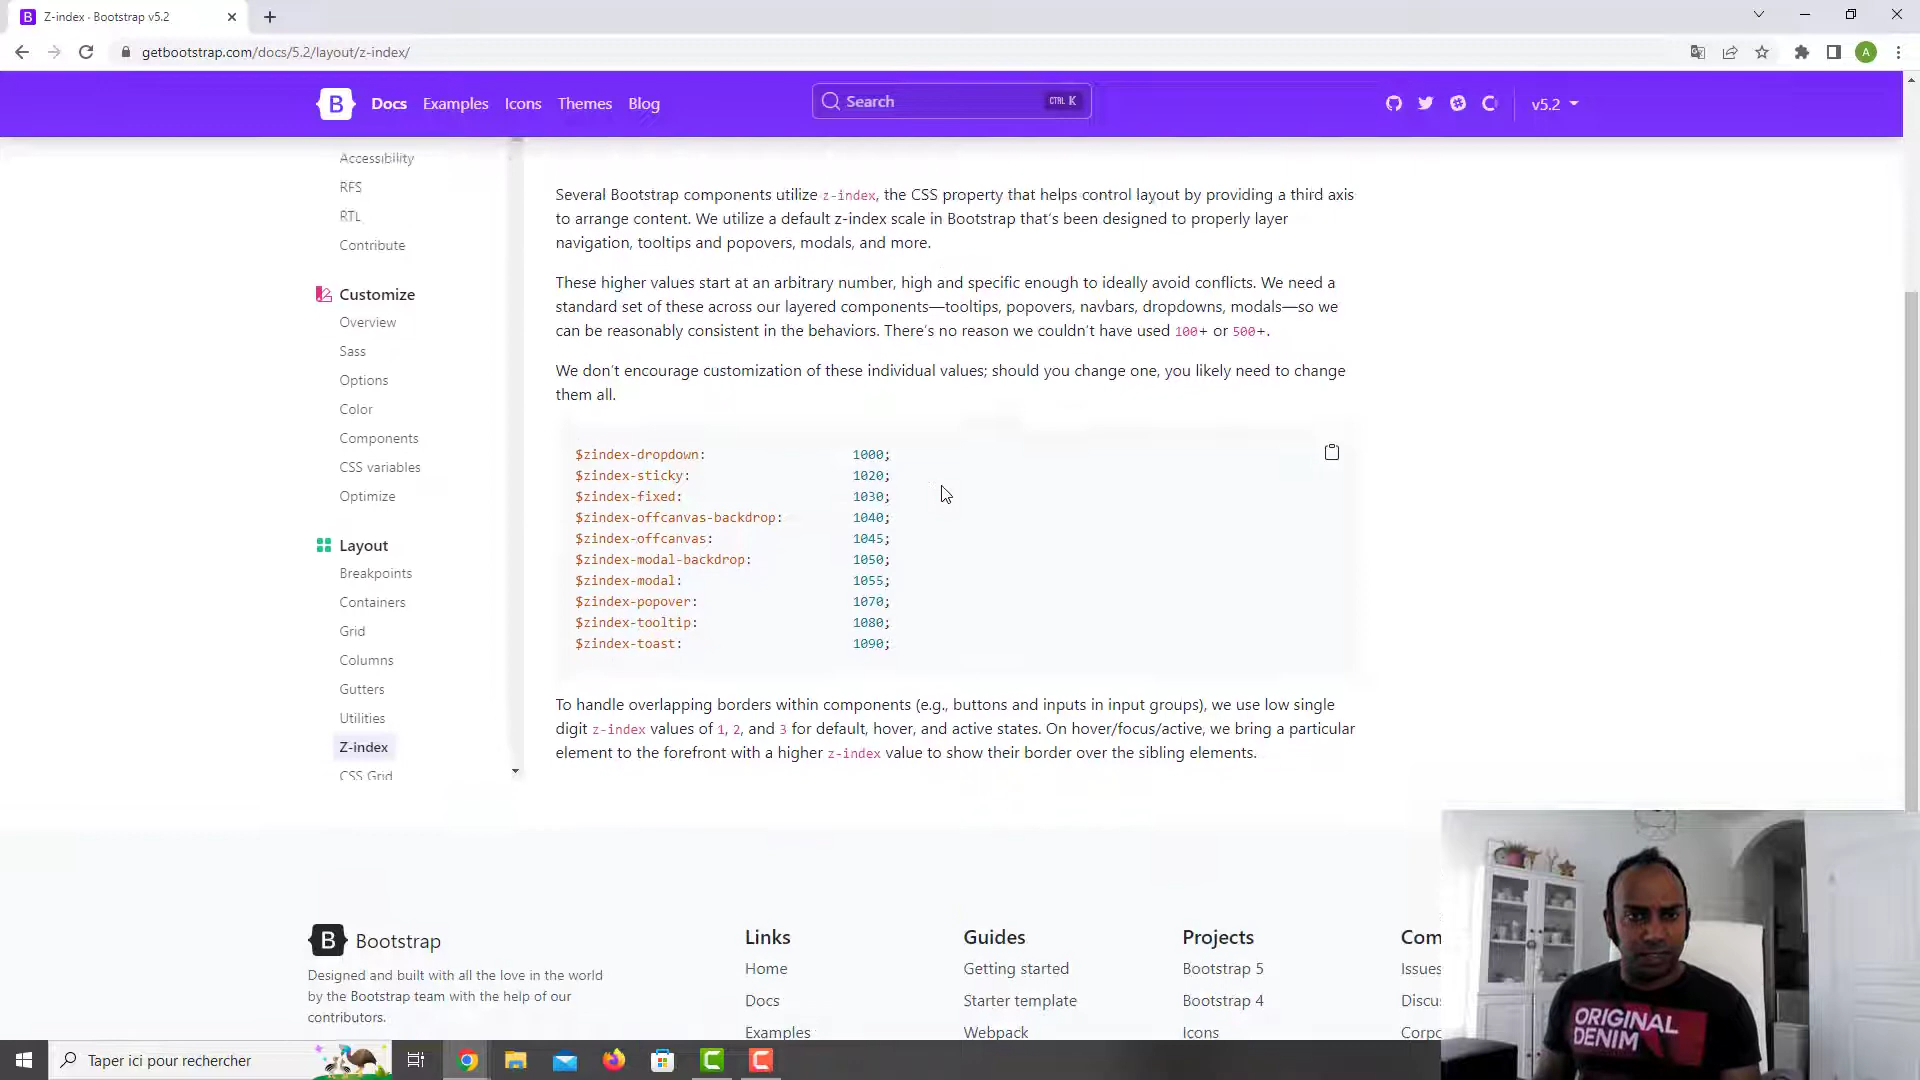 Z-index · Bootstrap v5.2
getbootstrap.com/docs/5.2/layout/z-index/
A
B
Docs
Examples
Icons
Themes
Blog
Search
CTRL K
v5.2
Accessibility
RFS
RTL
Contribute
Customize
Overview
Sass
Options
Color
Components
CSS variables
Optimize
Layout
Breakpoints
Containers
Grid
Columns
Gutters
Utilities
Z-index
CSS Grid
Several Bootstrap components utilize z-index, the CSS property that helps control layout by providing a third axis
to arrange content. We utilize a default z-index scale in Bootstrap that's been designed to properly layer
navigation, tooltips and popovers, modals, and more.
These higher values start at an arbitrary number, high and specific enough to ideally avoid conflicts. We need a
standard set of these across our layered components—tooltips, popovers, navbars, dropdowns, modals—so we
can be reasonably consistent in the behaviors. There's no reason we couldn't have used 100+ or 500+.
We don't encourage customization of these individual values; should you change one, you likely need to change
them all.
$zindex-dropdown: 1000;
$zindex-sticky: 1020;
$zindex-fixed: 1030;
$zindex-offcanvas-backdrop: 1040;
$zindex-offcanvas: 1045;
$zindex-modal-backdrop: 1050;
$zindex-modal: 1055;
$zindex-popover: 1070;
$zindex-tooltip: 1080;
$zindex-toast: 1090;
To handle overlapping borders within components (e.g., buttons and inputs in input groups), we use low single
digit z-index values of 1, 2, and 3 for default, hover, and active states. On hover/focus/active, we bring a particular
element to the forefront with a higher z-index value to show their border over the sibling elements.
B Bootstrap
Designed and built with all the love in the world
by the Bootstrap team with the help of our
contributors.
Links
Home
Docs
Examples
Guides
Getting started
Starter template
Webpack
Projects
Bootstrap 5
Bootstrap 4
Icons
Com
Issues
Discu
Corp
ORIGINAL
DENIM
Taper ici pour rechercher